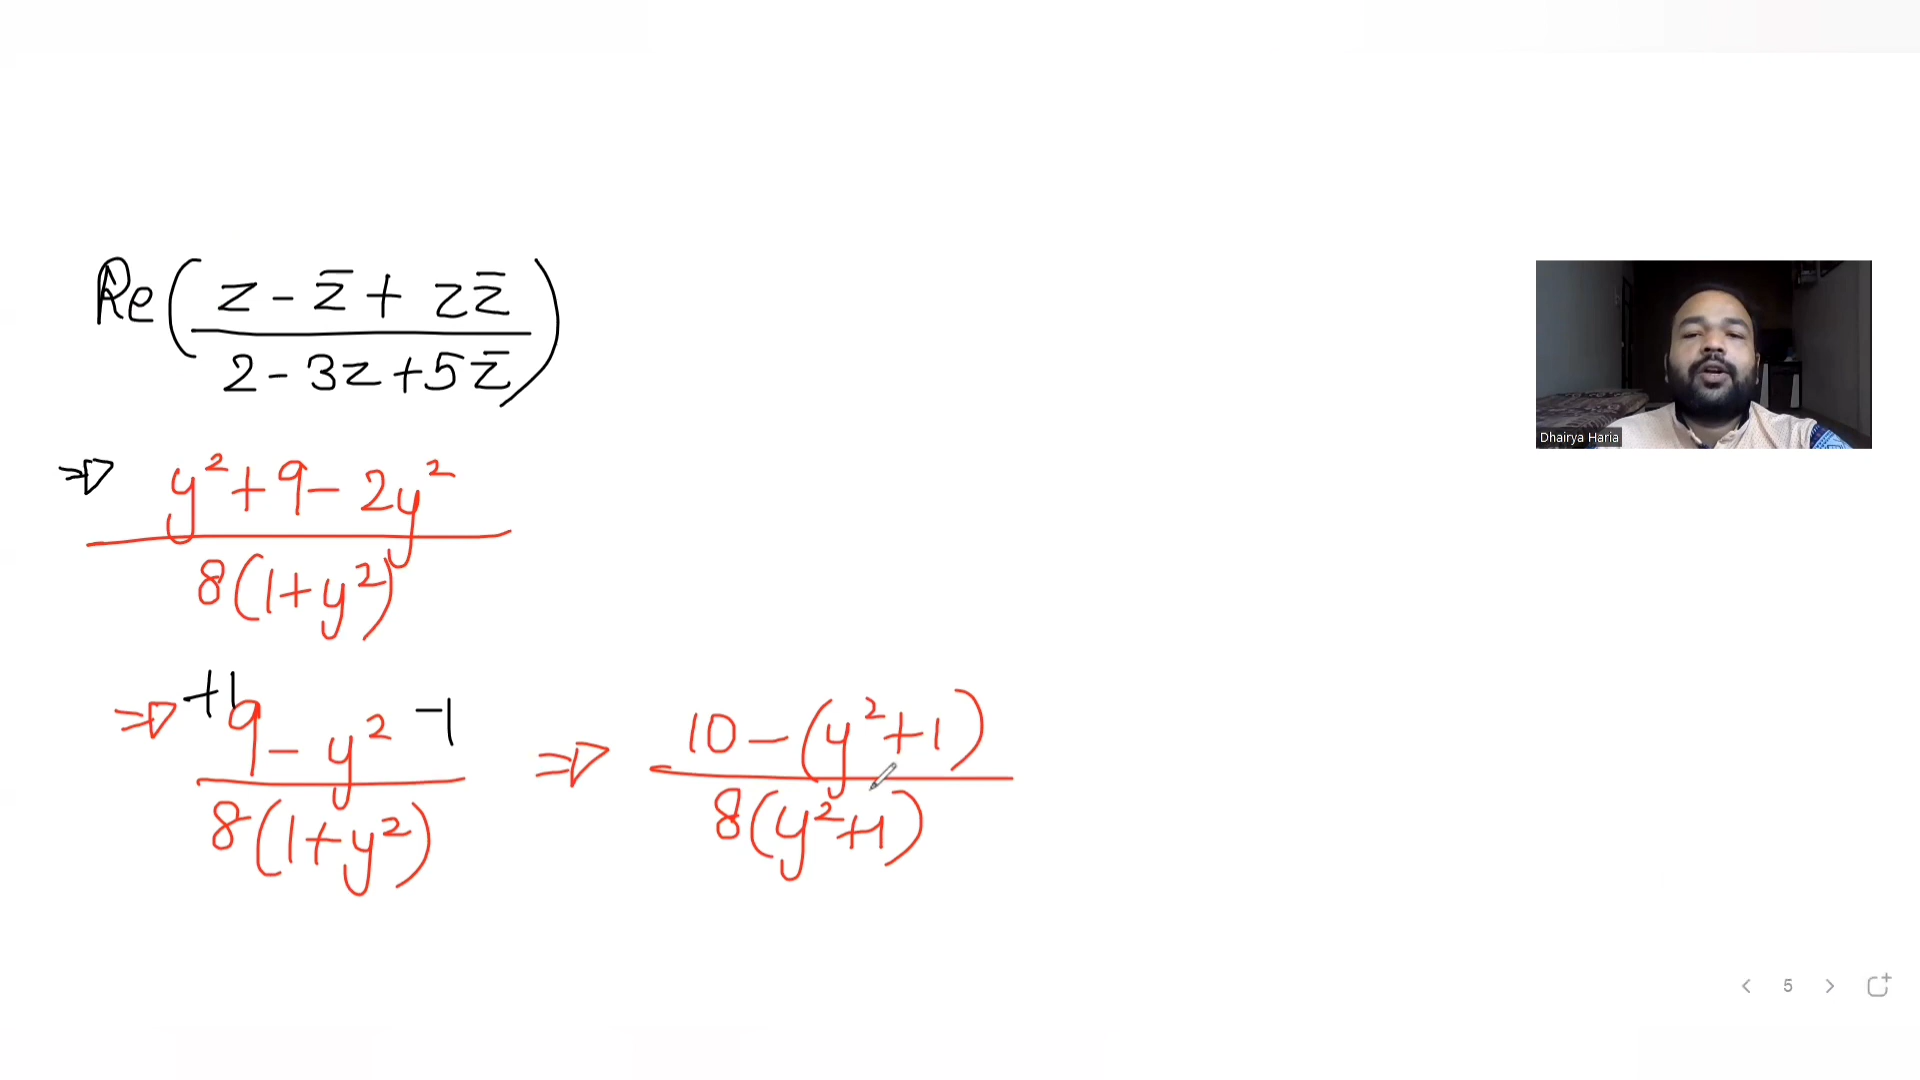 Re( z - z̄ + zz̄ / 2 - 3z + 5z̄ )
⇒ y² + 9 - 2y²
8(1+y²)
⇒ +1 9 - y² -1
8(1+y²)
⇒ 10 - (y²+1)
8(y²+1)
Dhairya Haria
< 5 >